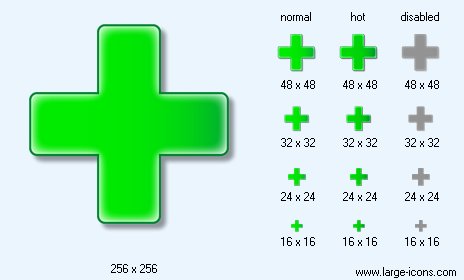 normal hot disabled
48 x 48 48 x 48 48 x 48
32 x 32 32 x 32 32 x 32
24 x 24 24 x 24 24 x 24
16 x 16 16 x 16 16 x 16
256 x 256
www.large-icons.com